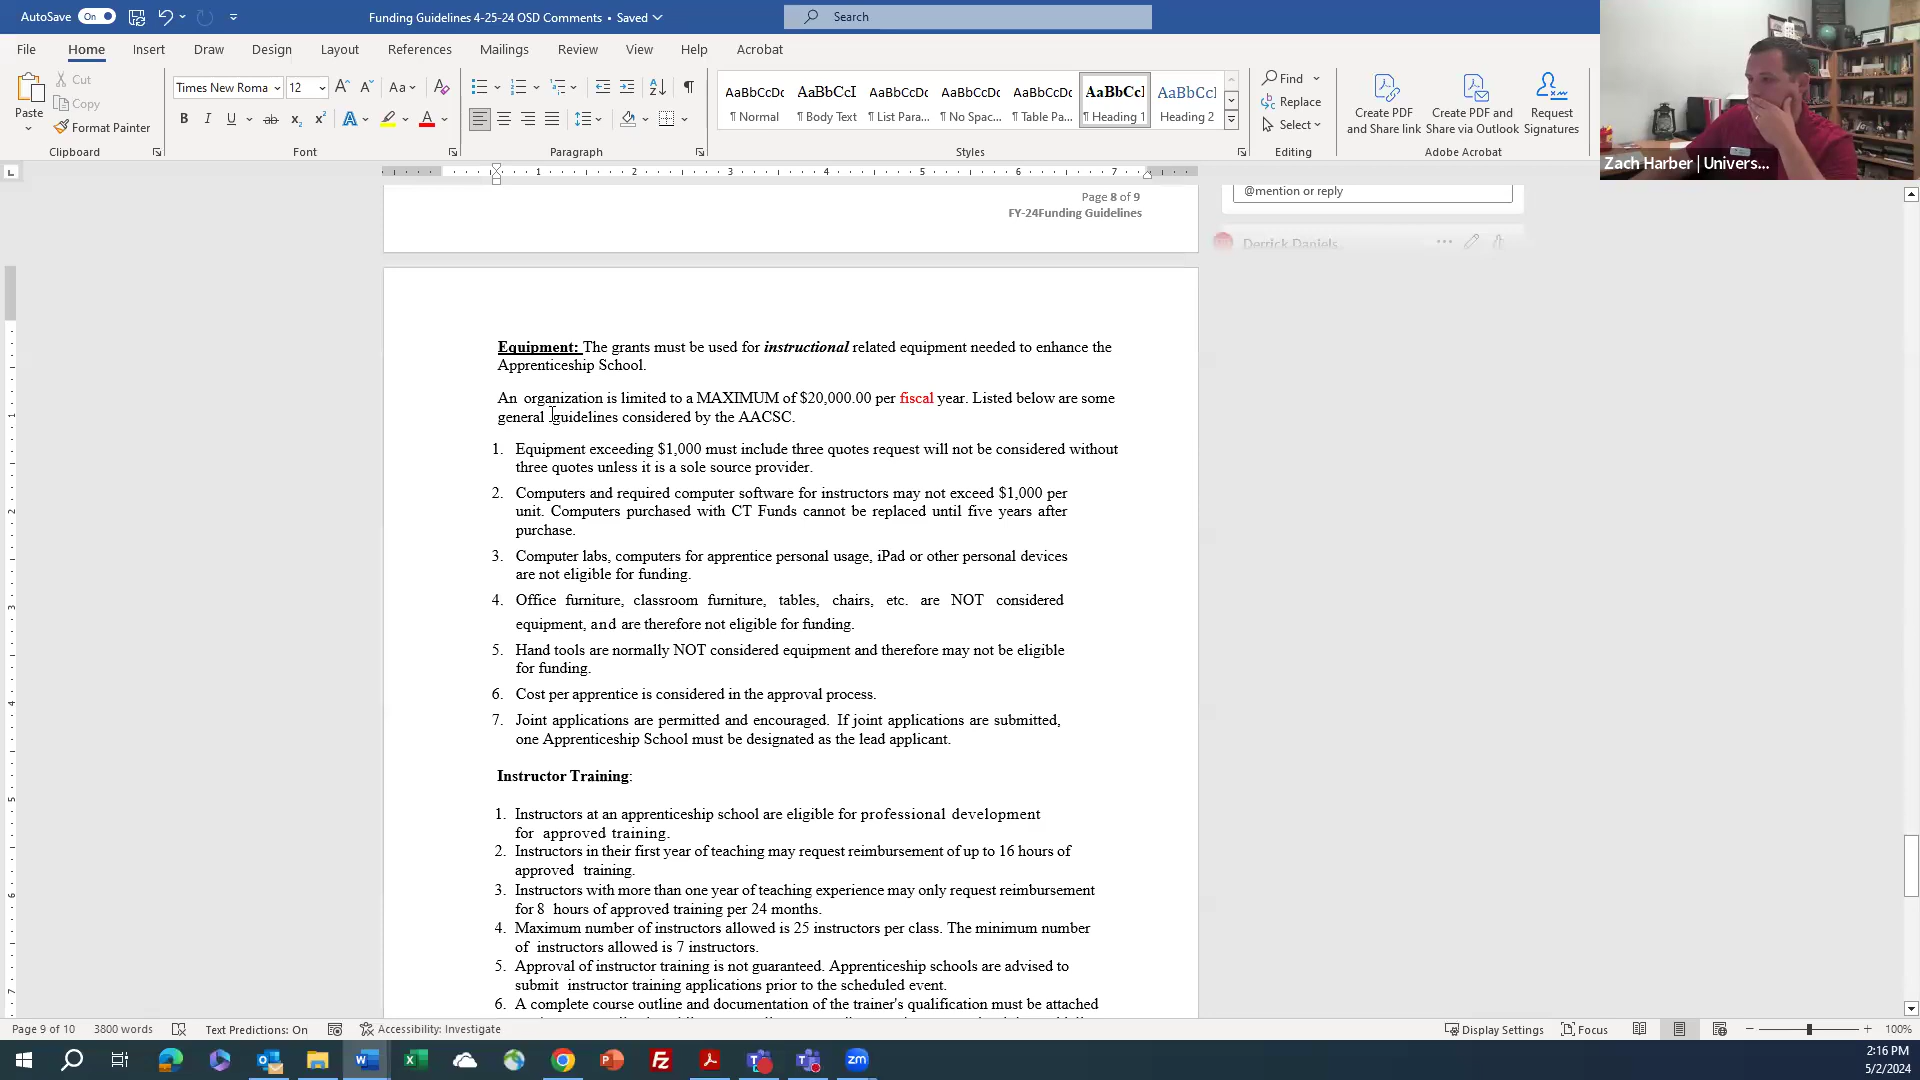 AutoSave On Funding Guidelines 4-25-24 OSD Comments • Saved Search
File Home Insert Draw Design Layout References Mailings Review View Help Acrobat
Paste Cut Copy Format Painter Clipboard
Times New Roma 12 Font
Paragraph
AaBbCcDc AaBbCcI AaBbCcDc AaBbCcDc AaBbCcDc AaBbCcI AaBbCcI
¶ Normal ¶ Body Text ¶ List Para... ¶ No Spac... ¶ Table Pa... ¶ Heading 1 Heading 2
Styles
Find Replace Select Editing
Create PDF and Share link Create PDF and Share via Outlook Request Signatures Adobe Acrobat
Zach Harber | Univers...
1 2 3 4 5 6 7
@mention or reply
Derrick Daniels
Page 8 of 9
FY-24Funding Guidelines
Equipment: The grants must be used for instructional related equipment needed to enhance the
Apprenticeship School.
An organization is limited to a MAXIMUM of $20,000.00 per fiscal year. Listed below are some
general guidelines considered by the AACSC.
1. Equipment exceeding $1,000 must include three quotes request will not be considered without
three quotes unless it is a sole source provider.
2. Computers and required computer software for instructors may not exceed $1,000 per
unit. Computers purchased with CT Funds cannot be replaced until five years after
purchase.
3. Computer labs, computers for apprentice personal usage, iPad or other personal devices
are not eligible for funding.
4. Office furniture, classroom furniture, tables, chairs, etc. are NOT considered
equipment, and are therefore not eligible for funding.
5. Hand tools are normally NOT considered equipment and therefore may not be eligible
for funding.
6. Cost per apprentice is considered in the approval process.
7. Joint applications are permitted and encouraged. If joint applications are submitted,
one Apprenticeship School must be designated as the lead applicant.
Instructor Training:
1. Instructors at an apprenticeship school are eligible for professional development
for approved training.
2. Instructors in their first year of teaching may request reimbursement of up to 16 hours of
approved training.
3. Instructors with more than one year of teaching experience may only request reimbursement
for 8 hours of approved training per 24 months.
4. Maximum number of instructors allowed is 25 instructors per class. The minimum number
of instructors allowed is 7 instructors.
5. Approval of instructor training is not guaranteed. Apprenticeship schools are advised to
submit instructor training applications prior to the scheduled event.
6. A complete course outline and documentation of the trainer's qualification must be attached
Page 9 of 10 3800 words Text Predictions: On Accessibility: Investigate Display Settings Focus 100%
2:16 PM
5/2/2024